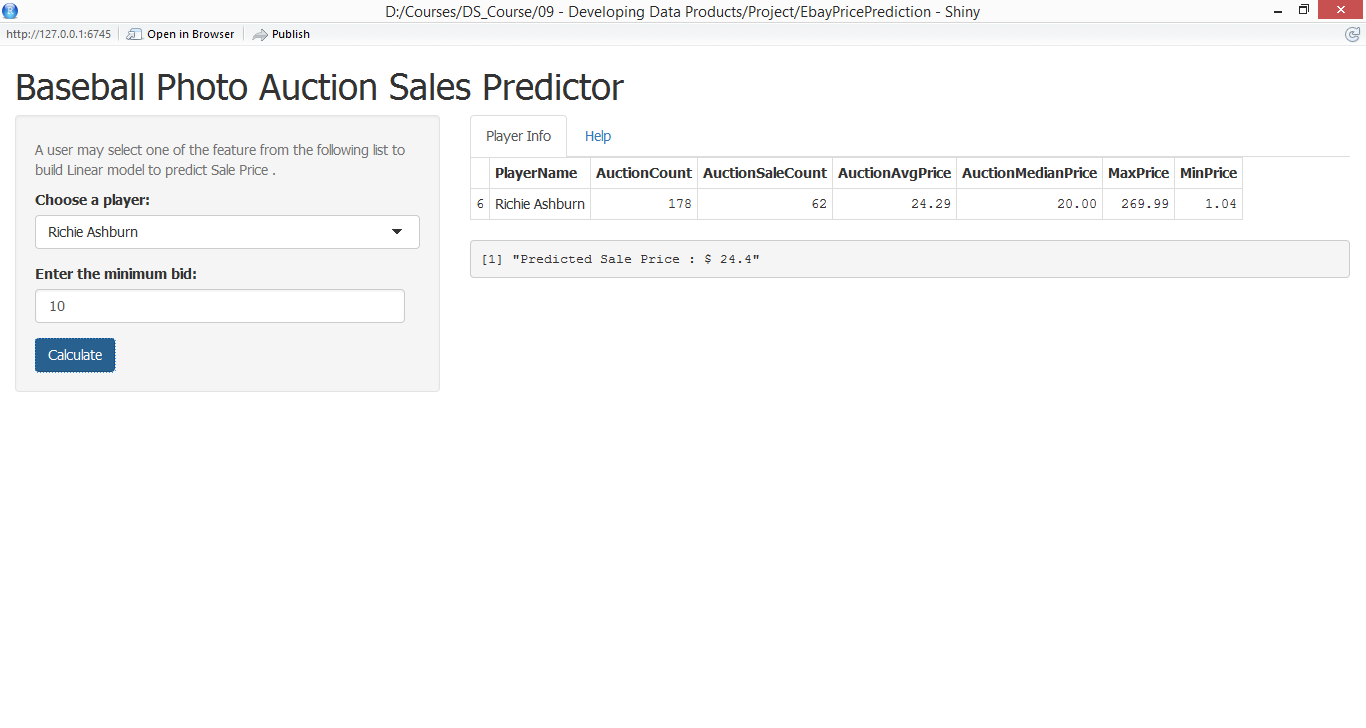 D:/Courses/DS_Course/09 - Developing Data Products/Project/EbayPricePrediction - Shiny
http://127.0.0.1:6745 Open in Browser Publish
Baseball Photo Auction Sales Predictor
A user may select one of the feature from the following list to
build Linear model to predict Sale Price .
Choose a player:
Richie Ashburn
Enter the minimum bid:
10
Calculate
Player Info Help
PlayerName AuctionCount AuctionSaleCount AuctionAvgPrice AuctionMedianPrice MaxPrice MinPrice
6 Richie Ashburn 178 62 24.29 20.00 269.99 1.04
[1] "Predicted Sale Price : $ 24.4"